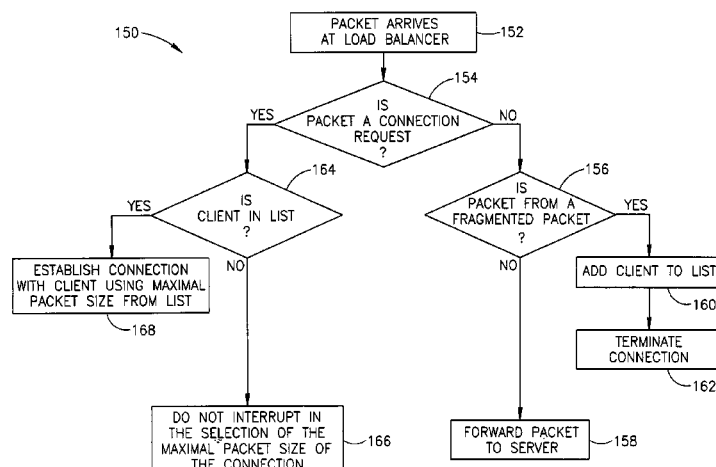 150
PACKET ARRIVES
AT LOAD BALANCER
152
154
IS
PACKET A CONNECTION
REQUEST
?
YES
NO
164
IS
CLIENT IN LIST
?
YES
NO
156
IS
PACKET FROM A
FRAGMENTED PACKET
?
YES
NO
ESTABLISH CONNECTION
WITH CLIENT USING MAXIMAL
PACKET SIZE FROM LIST
168
ADD CLIENT TO LIST
160
TERMINATE
CONNECTION
162
DO NOT INTERRUPT IN
THE SELECTION OF THE
MAXIMAL PACKET SIZE OF
THE CONNECTION
166
FORWARD PACKET
TO SERVER
158